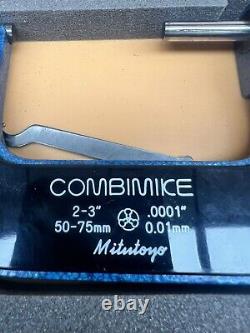 COMBIMIKE
2-3" .0001"
50-75mm 0.01mm
Mitutoyo